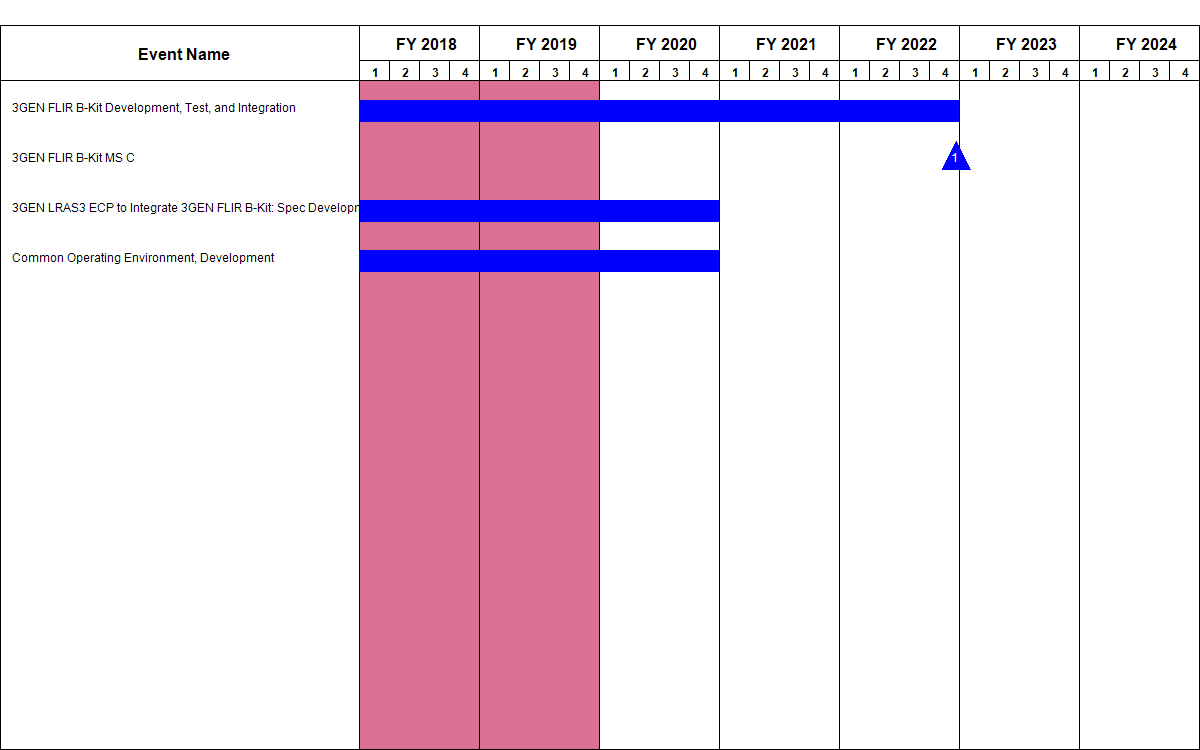 Event Name
FY 2018 FY 2019 FY 2020 FY 2021 FY 2022 FY 2023 FY 2024
1 2 3 4 1 2 3 4 1 2 3 4 1 2 3 4 1 2 3 4 1 2 3 4 1 2 3 4
3GEN FLIR B-Kit Development, Test, and Integration
3GEN FLIR B-Kit MS C
1
3GEN LRAS3 ECP to Integrate 3GEN FLIR B-Kit: Spec Develop
Common Operating Environment, Development